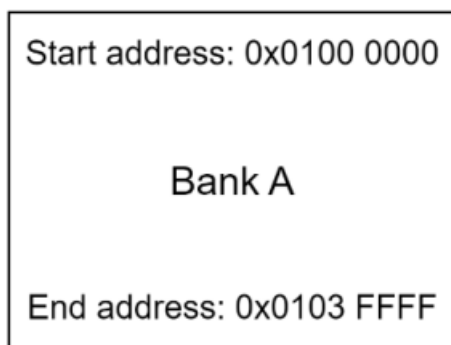 Start address: 0x0100 0000
Bank A
End address: 0x0103 FFFF